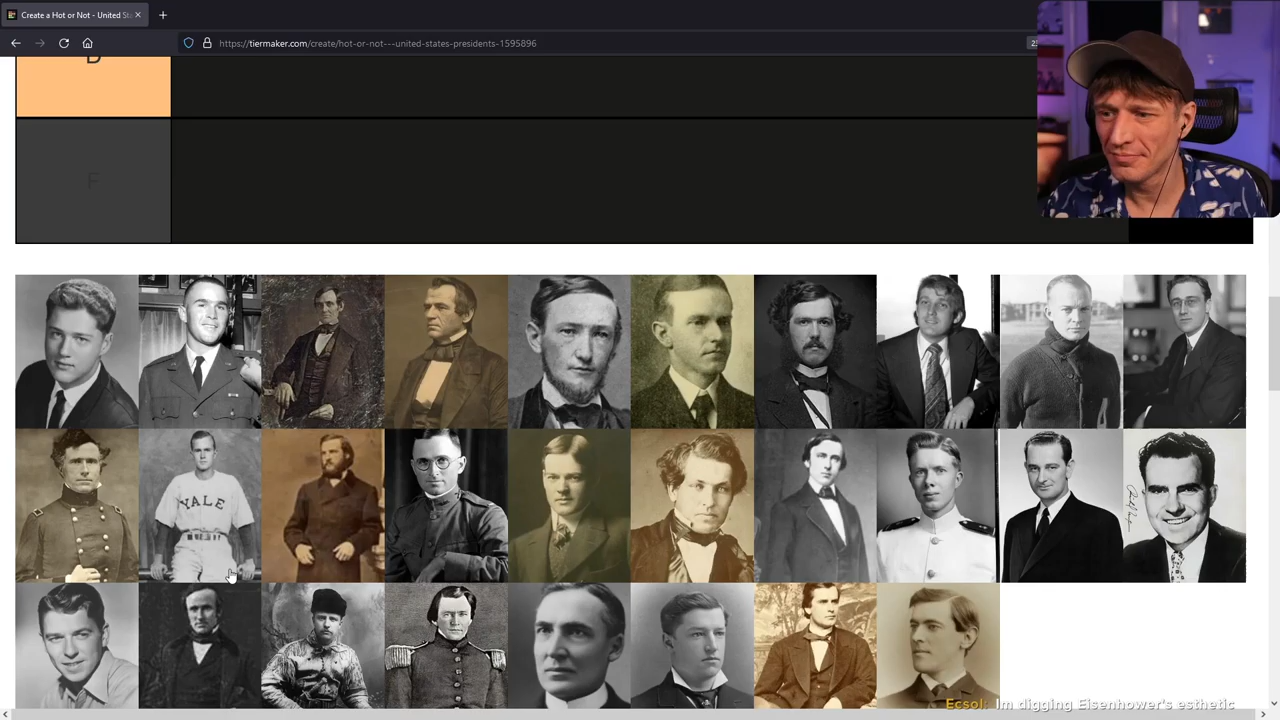 Create a Hot or Not - United St
https://tiermaker.com/create/hot-or-not---united-states-presidents-1595896
D
F
YALE
Ecsol: Im digging Eisenhower's esthetic